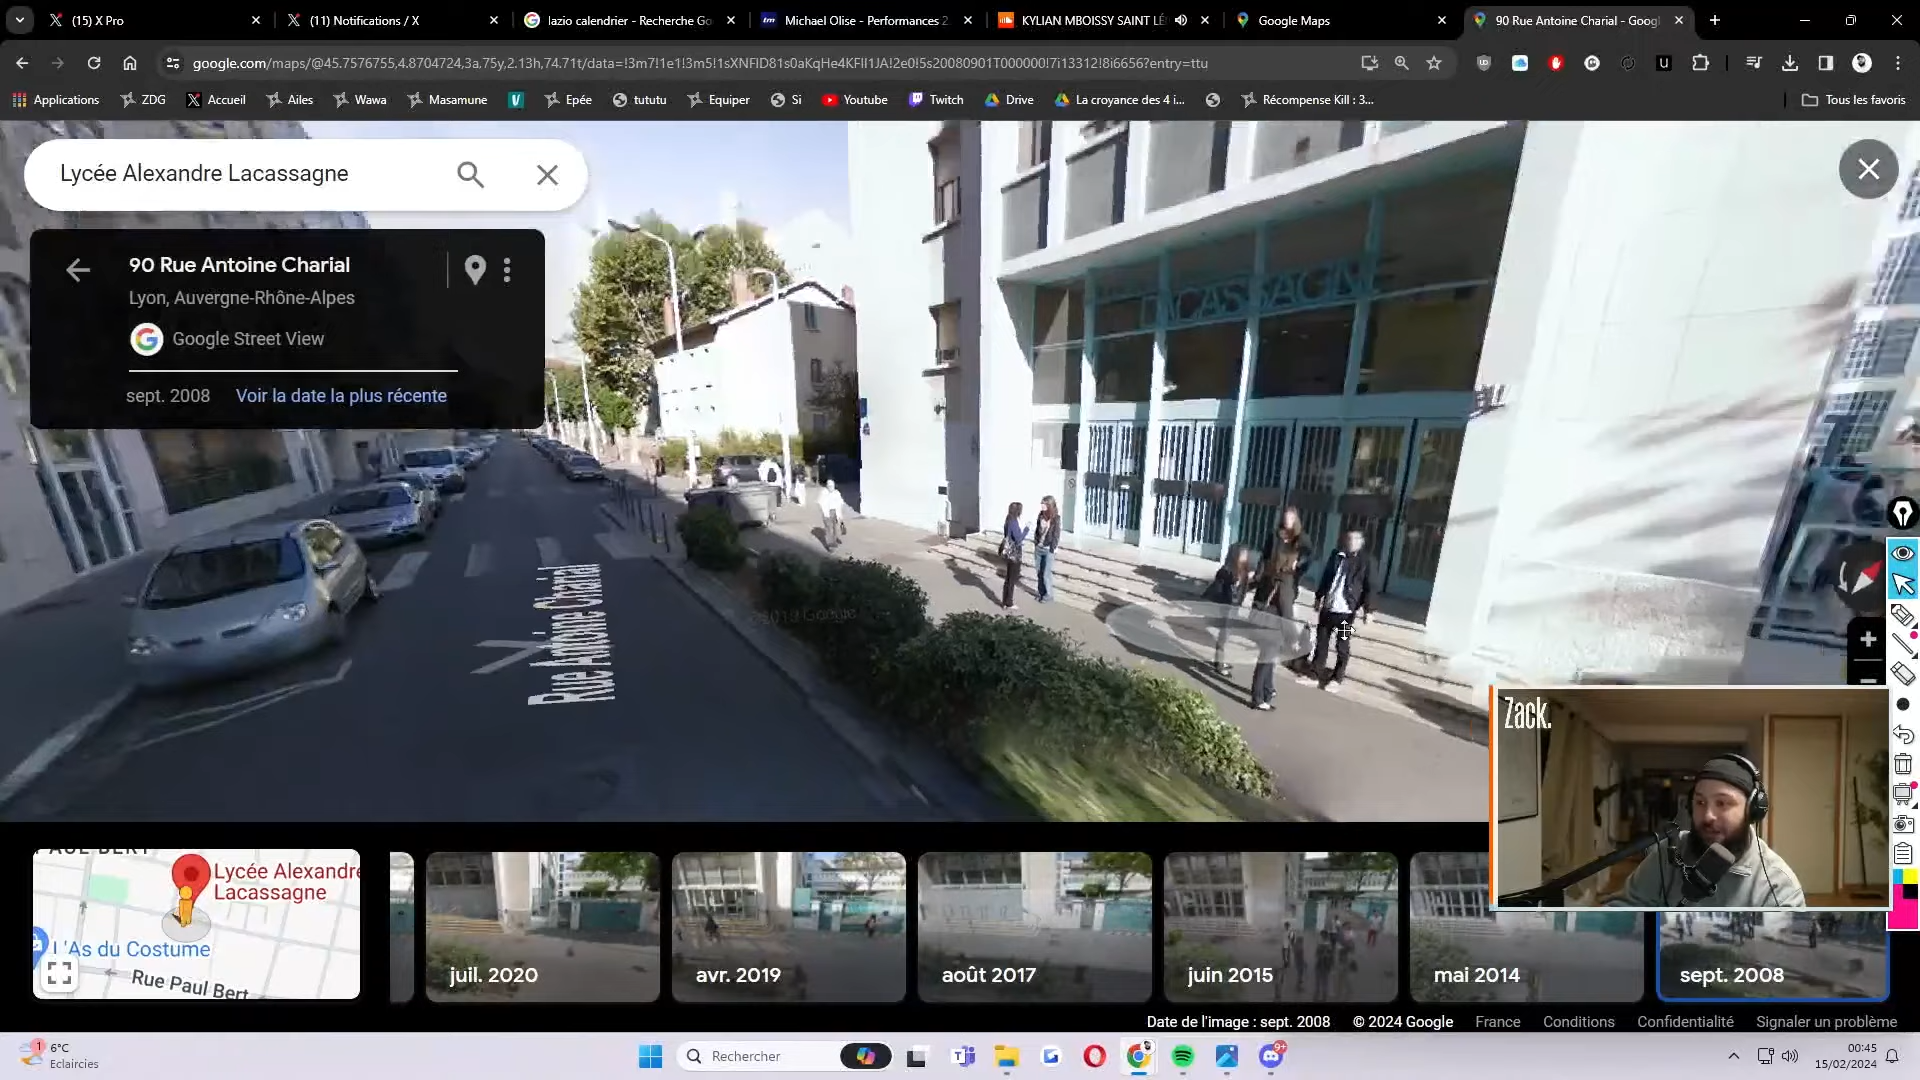 (15) X Pro
(11) Notifications / X
lazio calendrier - Recherche Go
Michael Olise - Performances 2
KYLIAN MBOISSY SAINT LÉ
Google Maps
90 Rue Antoine Charial - Googl
google.com/maps/@45.7576755,4.8704724,3a,75y,2.13h,74.71t/data=!3m7!1e1!3m5!1sXNFID81s0aKqHe4KFII1JA!2e0!5s20080901T000000!7i13312!8i6656?entry=ttu
Applications
ZDG
Accueil
Ailes
Wawa
Masamune
Epée
tututu
Equiper
Si
Youtube
Twitch
Drive
La croyance des 4 i...
Récompense Kill : 3...
Tous les favoris
Lycée Alexandre Lacassagne
90 Rue Antoine Charial
Lyon, Auvergne-Rhône-Alpes
Google Street View
sept. 2008 Voir la date la plus récente
LACASSAGNE
Rue Antoine Charial
©2019 Google
Zack.
PAUL BERT
Lycée Alexandre
Lacassagne
L'As du Costume
Rue Paul Bert
juil. 2020
avr. 2019
août 2017
juin 2015
mai 2014
sept. 2008
Date de l'image : sept. 2008 © 2024 Google France Conditions Confidentialité Signaler un problème
1
6°C
Eclaircies
Rechercher
9+
00:45
15/02/2024